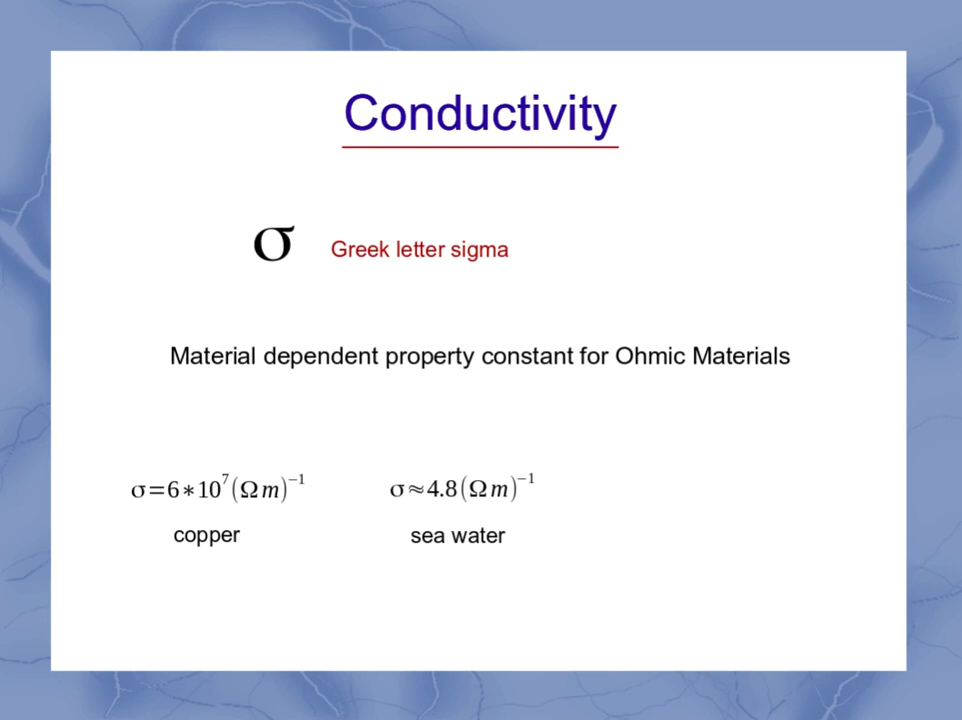 Conductivity
σ Greek letter sigma
Material dependent property constant for Ohmic Materials
σ=6∗10⁷(Ωm)⁻¹ σ≈4.8(Ωm)⁻¹
copper sea water